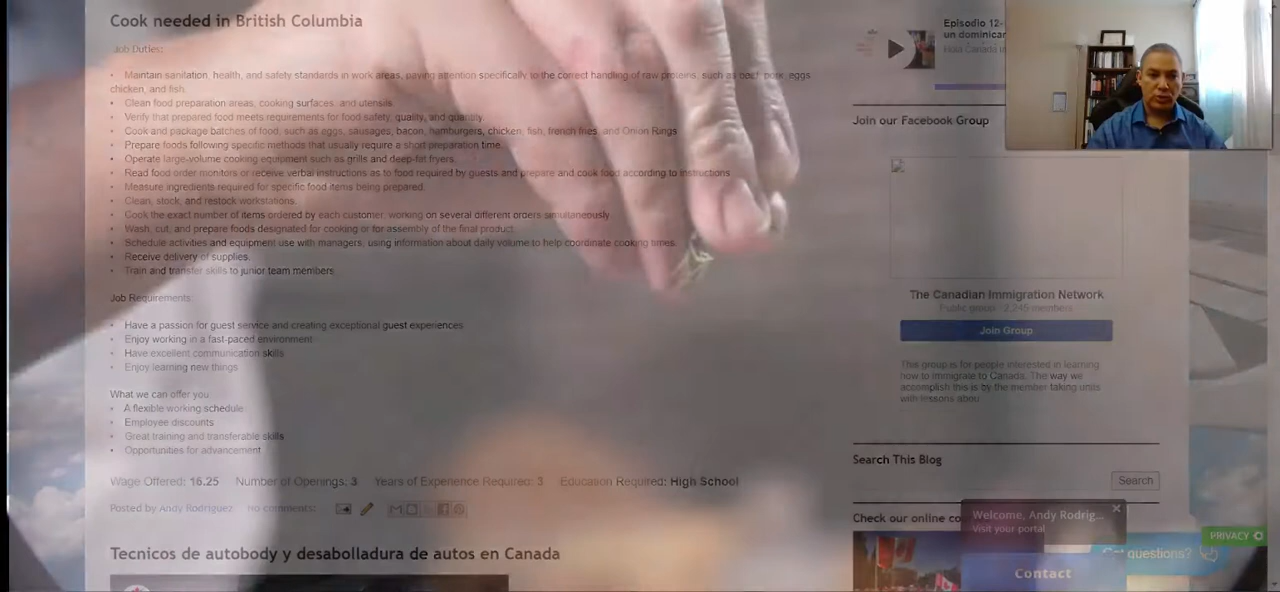 Cook needed in British Columbia
Job Duties:
• Maintain sanitation, health, and safety standards in work areas, paying attention specifically to the correct handling of raw proteins, such as beef, pork, eggs
chicken, and fish.
• Clean food preparation areas, cooking surfaces, and utensils.
• Verify that prepared food meets requirements for food safety, quality, and quantity.
• Cook and package batches of food, such as eggs, sausages, bacon, hamburgers, chicken, fish, french fries, and Onion Rings
• Prepare foods following specific methods that usually require a short preparation time.
• Operate large-volume cooking equipment such as grills and deep-fat fryers.
• Read food order monitors or receive verbal instructions as to food required by guests and prepare and cook food according to instructions
• Measure ingredients required for specific food items being prepared.
• Clean, stock, and restock workstations.
• Cook the exact number of items ordered by each customer, working on several different orders simultaneously
• Wash, cut, and prepare foods designated for cooking or for assembly of the final product.
• Schedule activities and equipment use with managers, using information about daily volume to help coordinate cooking times.
• Receive delivery of supplies.
• Train and transfer skills to junior team members
Job Requirements:
• Have a passion for guest service and creating exceptional guest experiences
• Enjoy working in a fast-paced environment
• Have excellent communication skills
• Enjoy learning new things
What we can offer you
• A flexible working schedule
• Employee discounts
• Great training and transferable skills
• Opportunities for advancement
Wage Offered: 16.25 Number of Openings: 3 Years of Experience Required: 3 Education Required: High School
Posted by Andy Rodriguez No comments:
Tecnicos de autobody y desabolladura de autos en Canada
Episodio 12-
un dominican
Hola Canada
Join our Facebook Group
The Canadian Immigration Network
Public group · 2,245 members
Join Group
This group is for people interested in learning
how to immigrate to Canada. The way we
accomplish this is by the member taking units
with lessons abou
Search This Blog
Search
Check our online co
Welcome, Andy Rodrig...
Visit your portal
Contact
questions?
PRIVACY